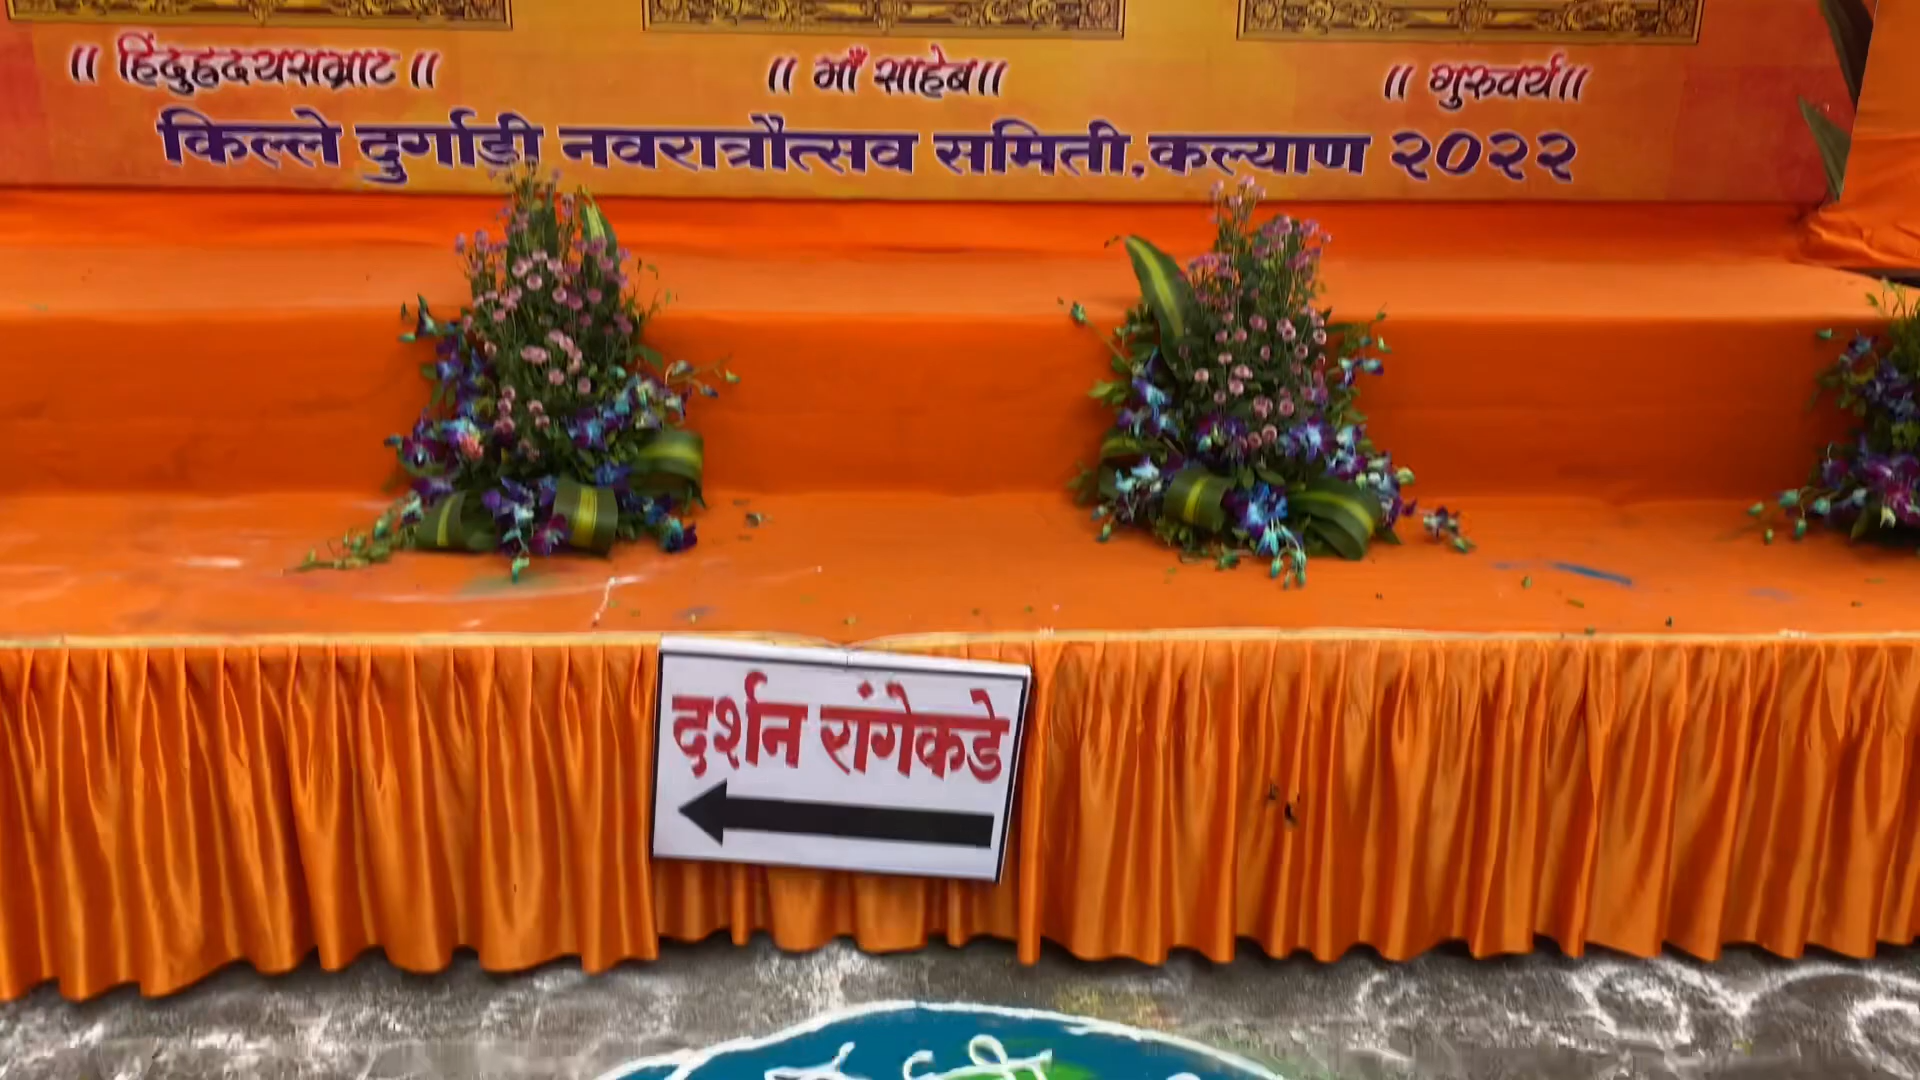 ॥ हिंदुहृदयसम्राट ॥
॥ माँ साहेब॥
॥ गुरुवर्य॥
किल्ले दुर्गाडी नवरात्रौत्सव समिती,कल्याण २०२२
दर्शन रांगेकडे